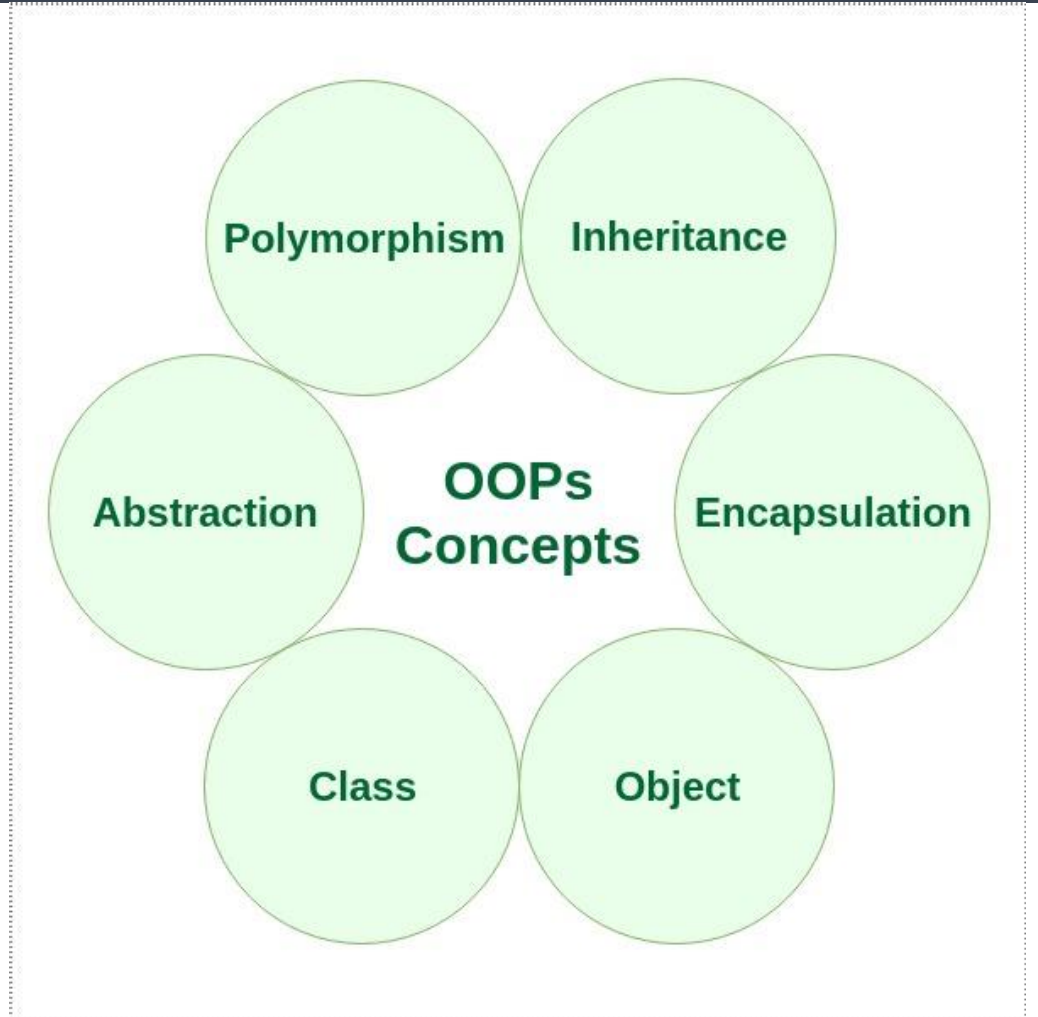 Polymorphism
Inheritance
Abstraction
OOPs
Concepts
Encapsulation
Class
Object